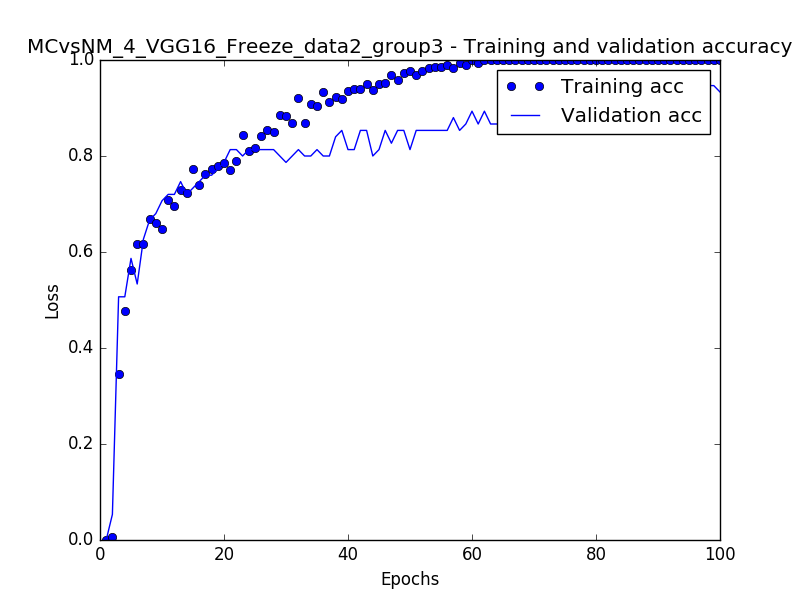 MCvsNM_4_VGG16_Freeze_data2_group3 - Training and validation accuracy
1.0
0.8
0.6
0.4
0.2
0.0
Loss
Training acc
Validation acc
0 20 40 60 80 100
Epochs